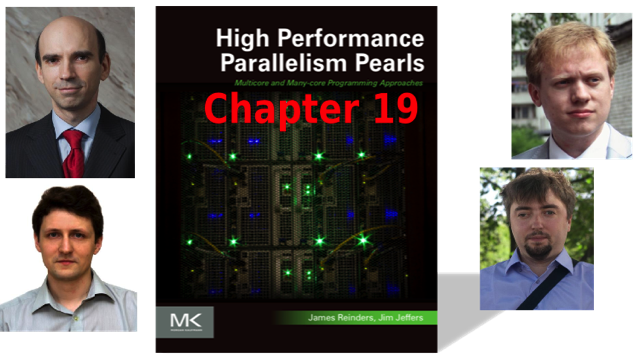 High Performance
Parallelism Pearls
Multicore and Many-core Programming Approaches
Chapter 19
MK
James Reinders, Jim Jeffers